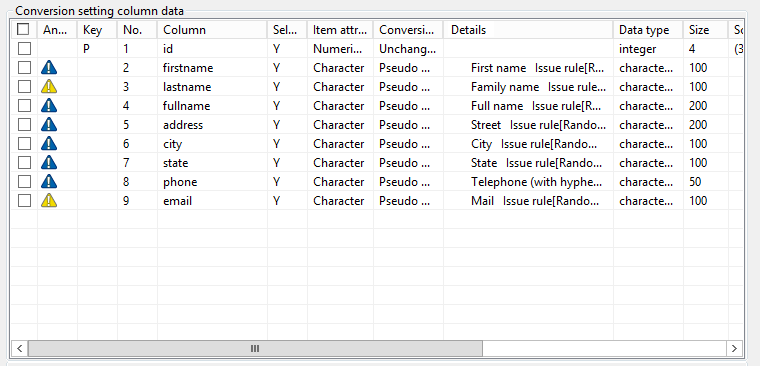 Conversion setting column data
An... Key No. Column Sel... Item attr... Conversi... Details Data type Size So
P 1 id Y Numeri... Unchang... integer 4 (3
2 firstname Y Character Pseudo ... First name Issue rule[R... characte... 100
3 lastname Y Character Pseudo ... Family name Issue rule... characte... 100
4 fullname Y Character Pseudo ... Full name Issue rule[R... characte... 200
5 address Y Character Pseudo ... Street Issue rule[Rando... characte... 200
6 city Y Character Pseudo ... City Issue rule[Rando... characte... 100
7 state Y Character Pseudo ... State Issue rule[Rando... characte... 100
8 phone Y Character Pseudo ... Telephone (with hyphe... characte... 50
9 email Y Character Pseudo ... Mail Issue rule[Rando... characte... 100